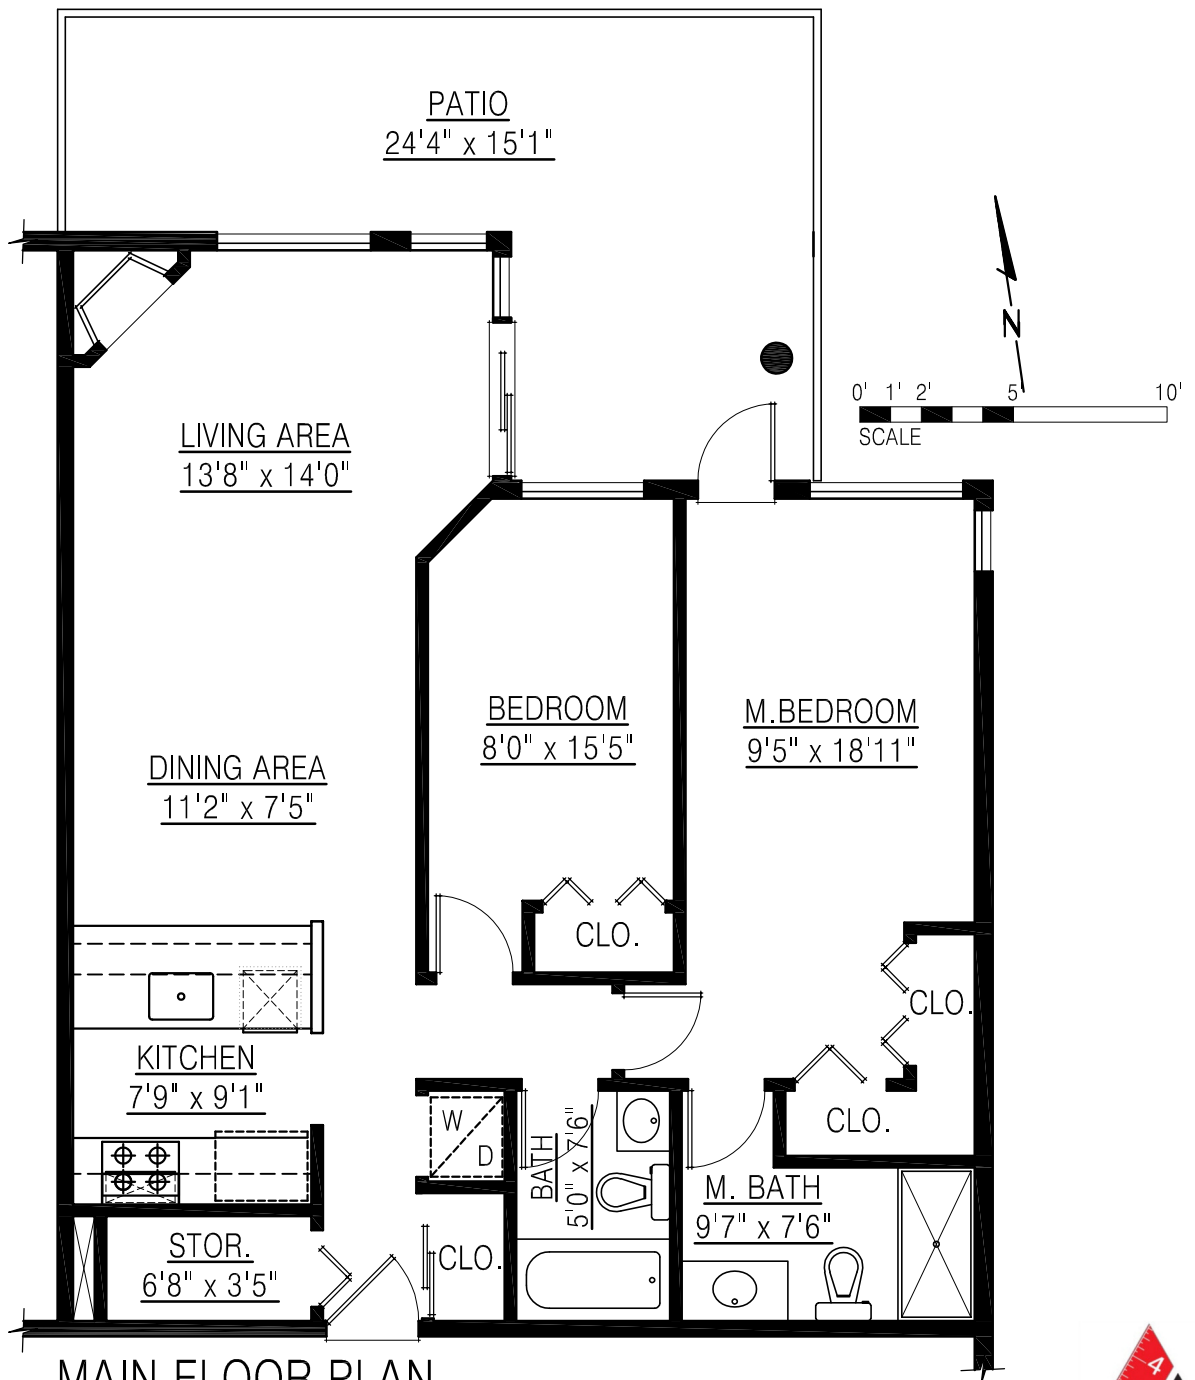 PATIO
24'4" x 15'1"
N
0' 1' 2' 5' 10'
SCALE
LIVING AREA
13'8" x 14'0"
BEDROOM
8'0" x 15'5"
M.BEDROOM
9'5" x 18'11"
DINING AREA
11'2" x 7'5"
CLO.
CLO.
KITCHEN
7'9" x 9'1"
W
D
BATH
5'0" x 7'6"
CLO.
M. BATH
9'7" x 7'6"
STOR.
6'8" x 3'5"
CLO.
MAIN FLOOR PLAN
4